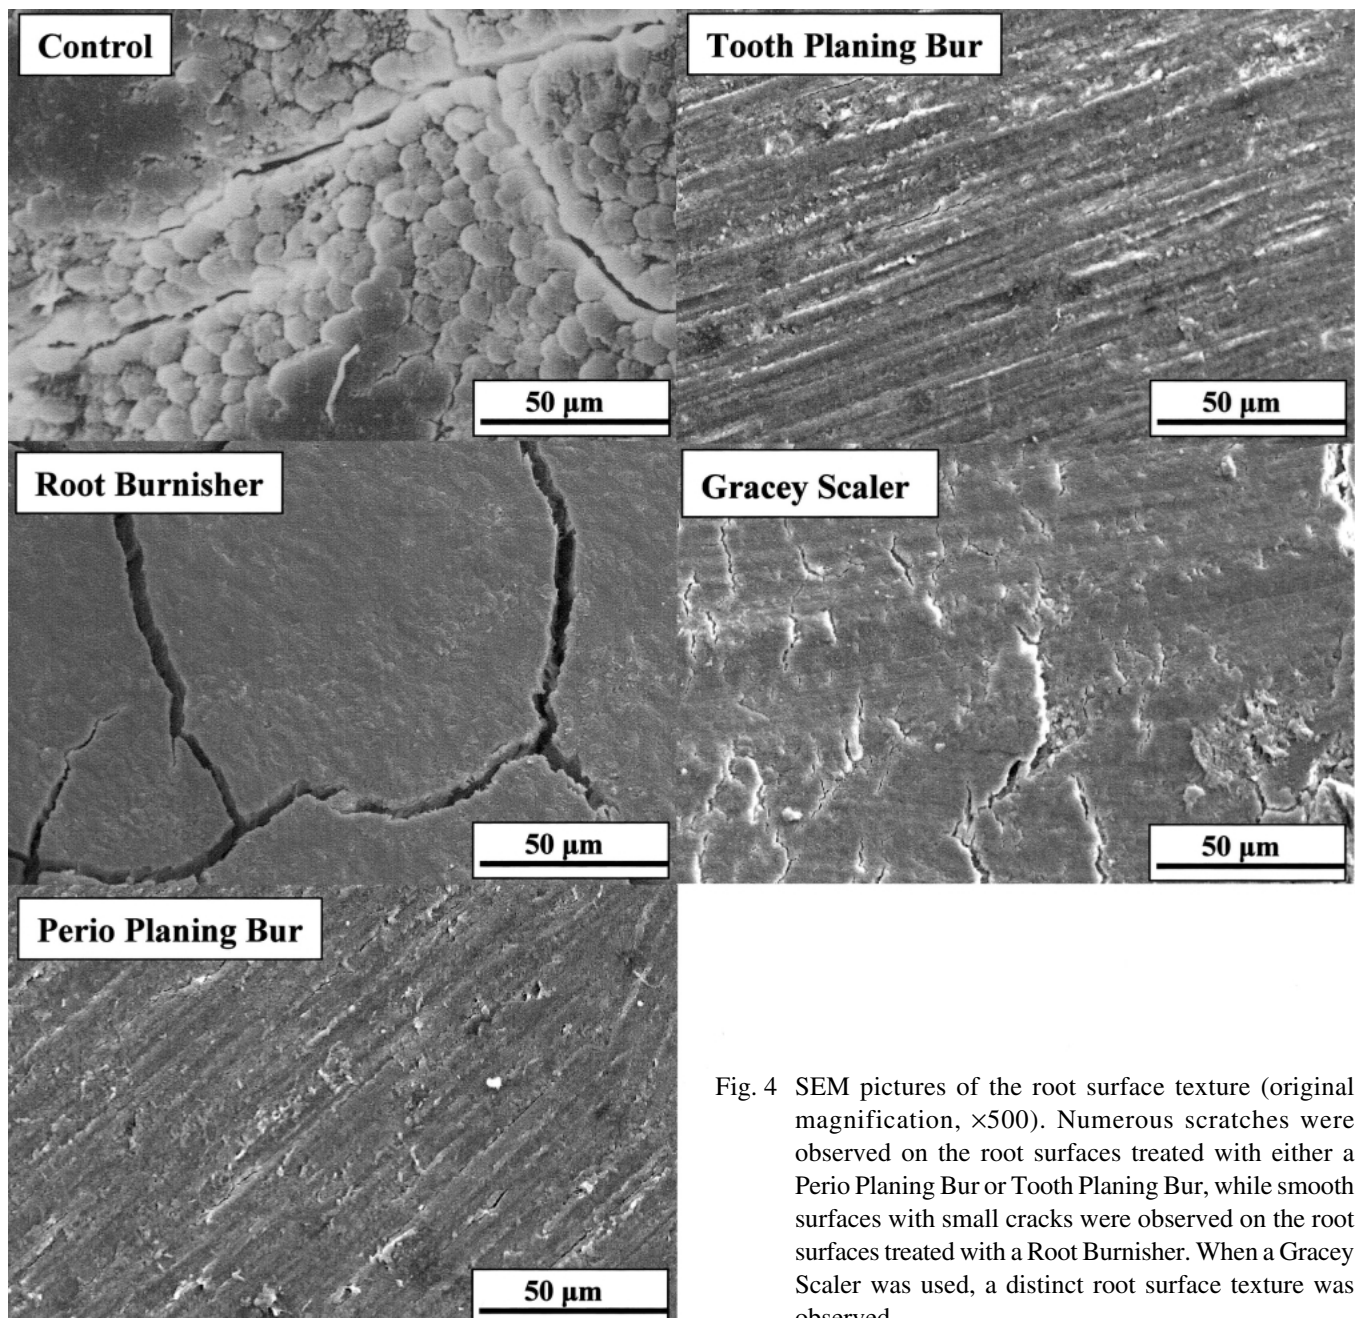 Control
Tooth Planing Bur
50 µm
50 µm
Root Burnisher
Gracey Scaler
50 µm
50 µm
Perio Planing Bur
50 µm
Fig. 4 SEM pictures of the root surface texture (original
magnification, ×500). Numerous scratches were
observed on the root surfaces treated with either a
Perio Planing Bur or Tooth Planing Bur, while smooth
surfaces with small cracks were observed on the root
surfaces treated with a Root Burnisher. When a Gracey
Scaler was used, a distinct root surface texture was
observed